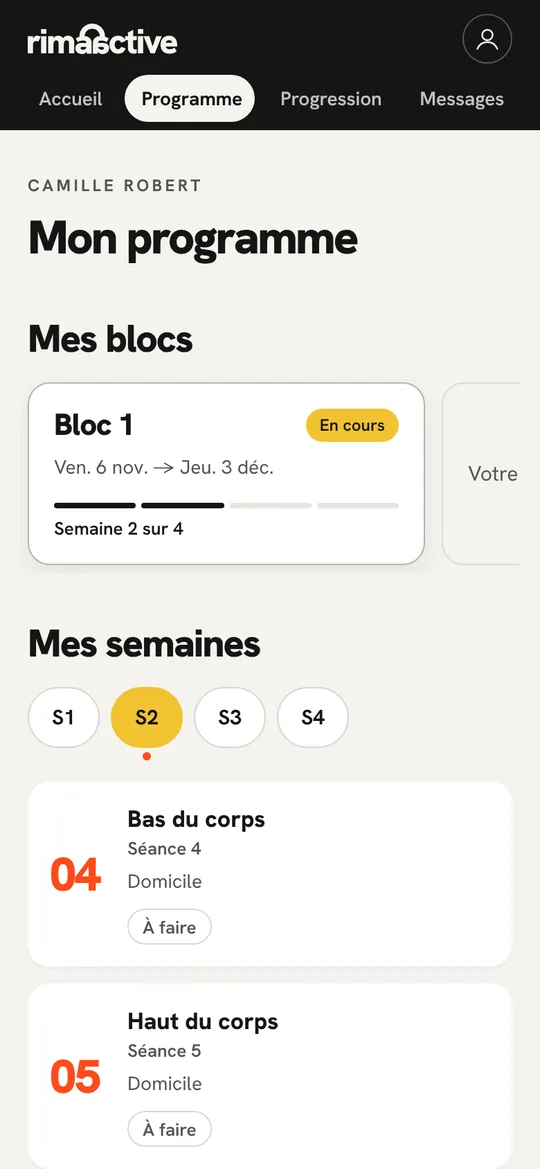 rimaactive
Accueil Programme Progression Messages
CAMILLE ROBERT
Mon programme
Mes blocs
Bloc 1 En cours
Ven. 6 nov. → Jeu. 3 déc.
Semaine 2 sur 4
Votre
Mes semaines
S1 S2 S3 S4
04
Bas du corps
Séance 4
Domicile
À faire
05
Haut du corps
Séance 5
Domicile
À faire